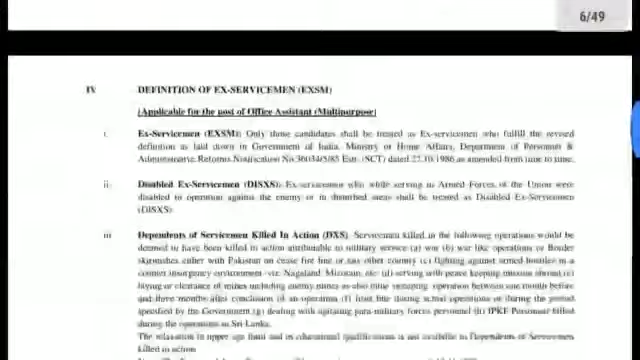 6/49
IV DEFINITION OF EX-SERVICEMEN (EXSM)
(Applicable for the post of Office Assistant (Multipurpose)
i. Ex-Servicemen (EXSM): Only those candidates shall be treated as Ex-servicemen who fulfill the revised
definition as laid down in Government of India, Ministry of Home Affairs, Department of Personnel &
Administrative Reforms Notification No.36034/5/85 Estt. (SCT) dated 27.10.1986 as amended from time to time.
ii. Disabled Ex-Servicemen (DISXS): Ex-servicemen who while serving in Armed Forces of the Union were
disabled in operation against the enemy or in disturbed areas shall be treated as Disabled Ex-Servicemen
(DISXS)
iii Dependents of Servicemen Killed in Action (DXS): Servicemen killed in the following operations would be
deemed to have been killed in action attributable to military service (a) war (b) war like operations or Border
skirmishes either with Pakistan on cease fire line or any other country (c) fighting against armed hostiles in a
counter insurgency environment viz. Nagaland, Mizoram, etc (d) serving with peace keeping mission abroad (e)
laying or clearance of mines including enemy mines as also mine sweeping operation between one month before
and three months after conclusion of an operation (f) frost bite during actual operations or during the period
specified by the Government (g) dealing with agitating para-military forces personnel (h) IPKF Personnel killed
during the operations in Sri Lanka.
The relaxation in upper age limit and in educational qualifications is not available to Dependents of Servicemen
killed in action